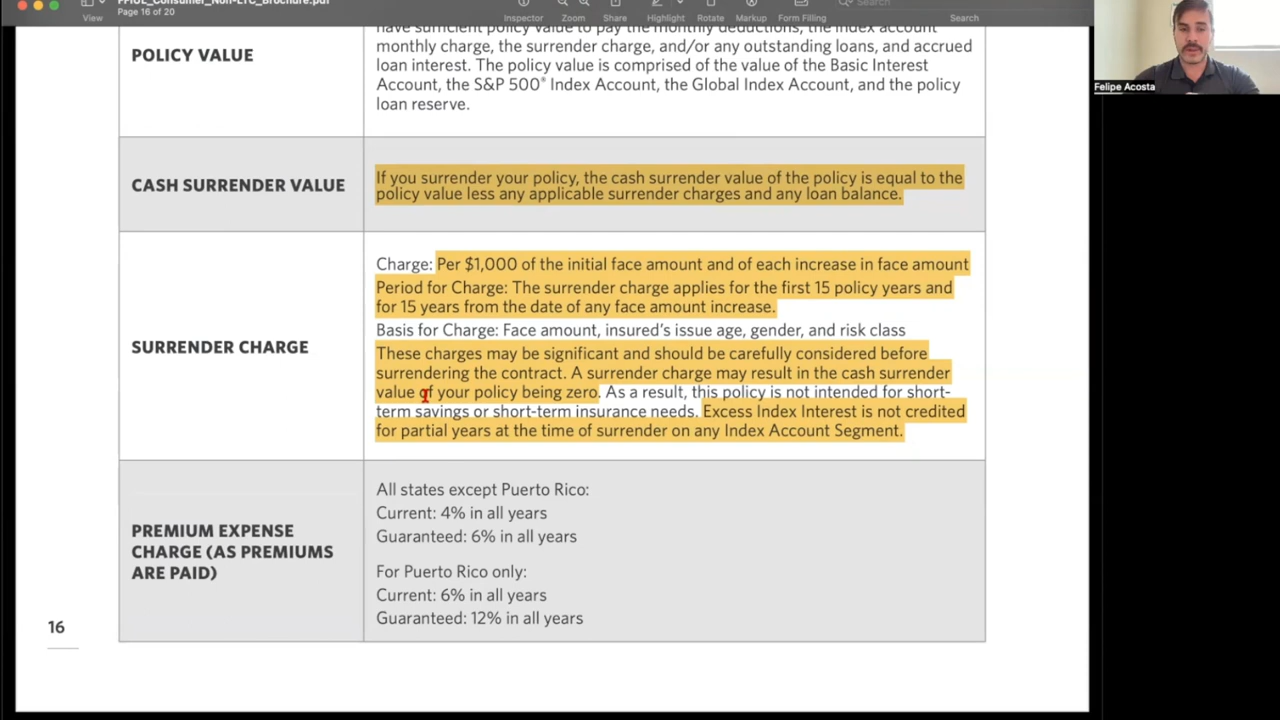 FFIUL_Consumer_Non-LTC_Brochure.pdf
Page 16 of 20
View
Inspector
Zoom
Share
Highlight
Rotate
Markup
Form Filling
Search
Search
Felipe Acosta
POLICY VALUE
have sufficient policy value to pay the monthly deductions, the index account
monthly charge, the surrender charge, and/or any outstanding loans, and accrued
loan interest. The policy value is comprised of the value of the Basic Interest
Account, the S&P 500® Index Account, the Global Index Account, and the policy
loan reserve.
CASH SURRENDER VALUE
If you surrender your policy, the cash surrender value of the policy is equal to the
policy value less any applicable surrender charges and any loan balance.
SURRENDER CHARGE
Charge: Per $1,000 of the initial face amount and of each increase in face amount
Period for Charge: The surrender charge applies for the first 15 policy years and
for 15 years from the date of any face amount increase.
Basis for Charge: Face amount, insured's issue age, gender, and risk class
These charges may be significant and should be carefully considered before
surrendering the contract. A surrender charge may result in the cash surrender
value of your policy being zero. As a result, this policy is not intended for short-
term savings or short-term insurance needs. Excess Index Interest is not credited
for partial years at the time of surrender on any Index Account Segment.
PREMIUM EXPENSE
CHARGE (AS PREMIUMS
ARE PAID)
All states except Puerto Rico:
Current: 4% in all years
Guaranteed: 6% in all years
For Puerto Rico only:
Current: 6% in all years
Guaranteed: 12% in all years
16